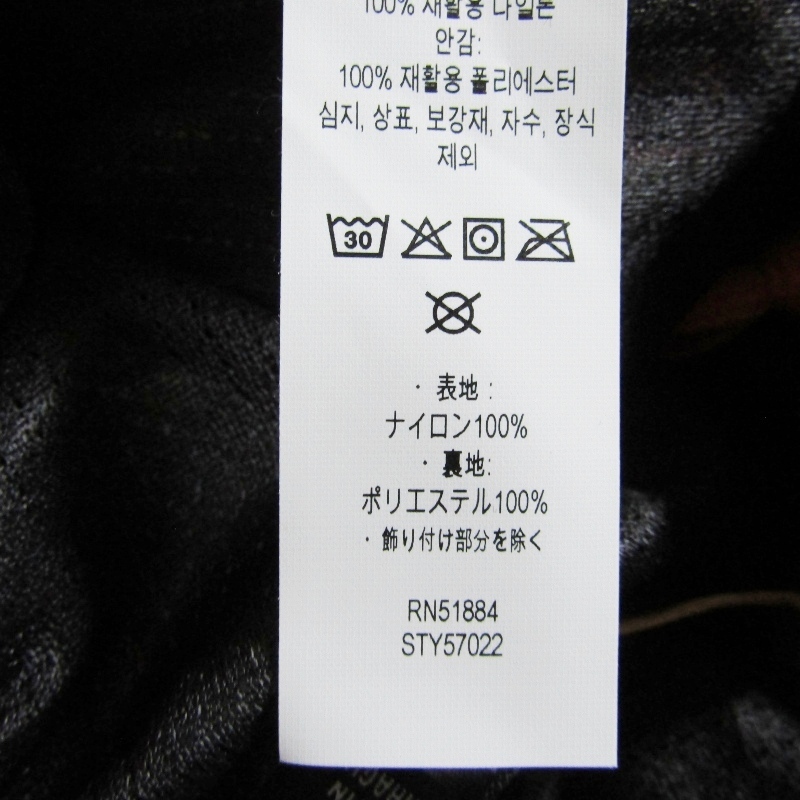 100% 재활용 나일론
안감:
100% 재활용 폴리에스터
심지, 상표, 보강재, 자수, 장식
제외
30
· 表地 :
ナイロン100%
· 裏地:
ポリエステル100%
· 飾り付け部分を除く
RN51884
STY57022